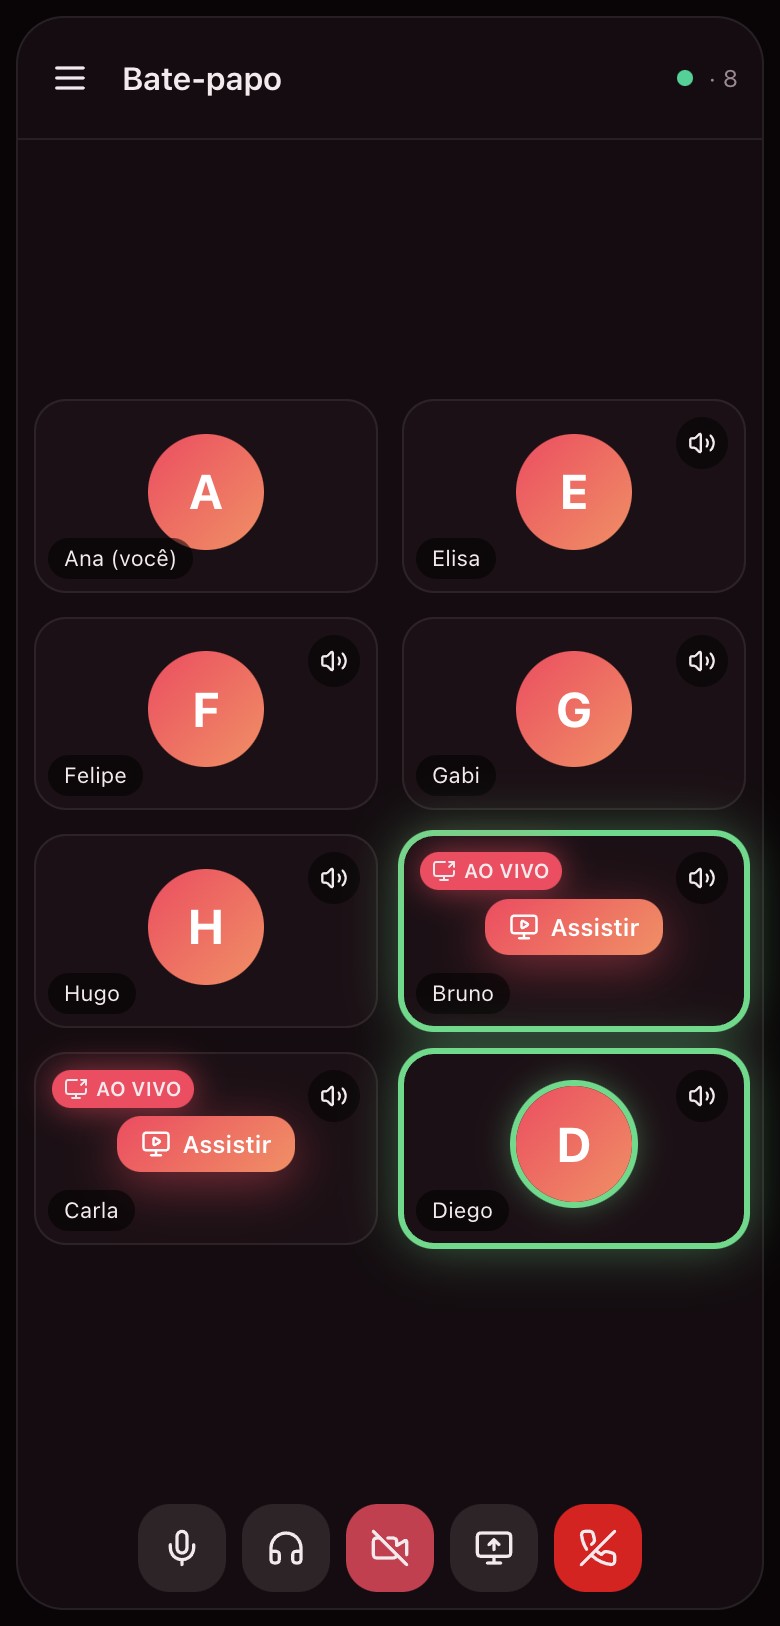 Bate-papo
· 8
A
Ana (você)
E
Elisa
F
Felipe
G
Gabi
H
Hugo
AO VIVO
Assistir
Bruno
AO VIVO
Assistir
Carla
D
Diego